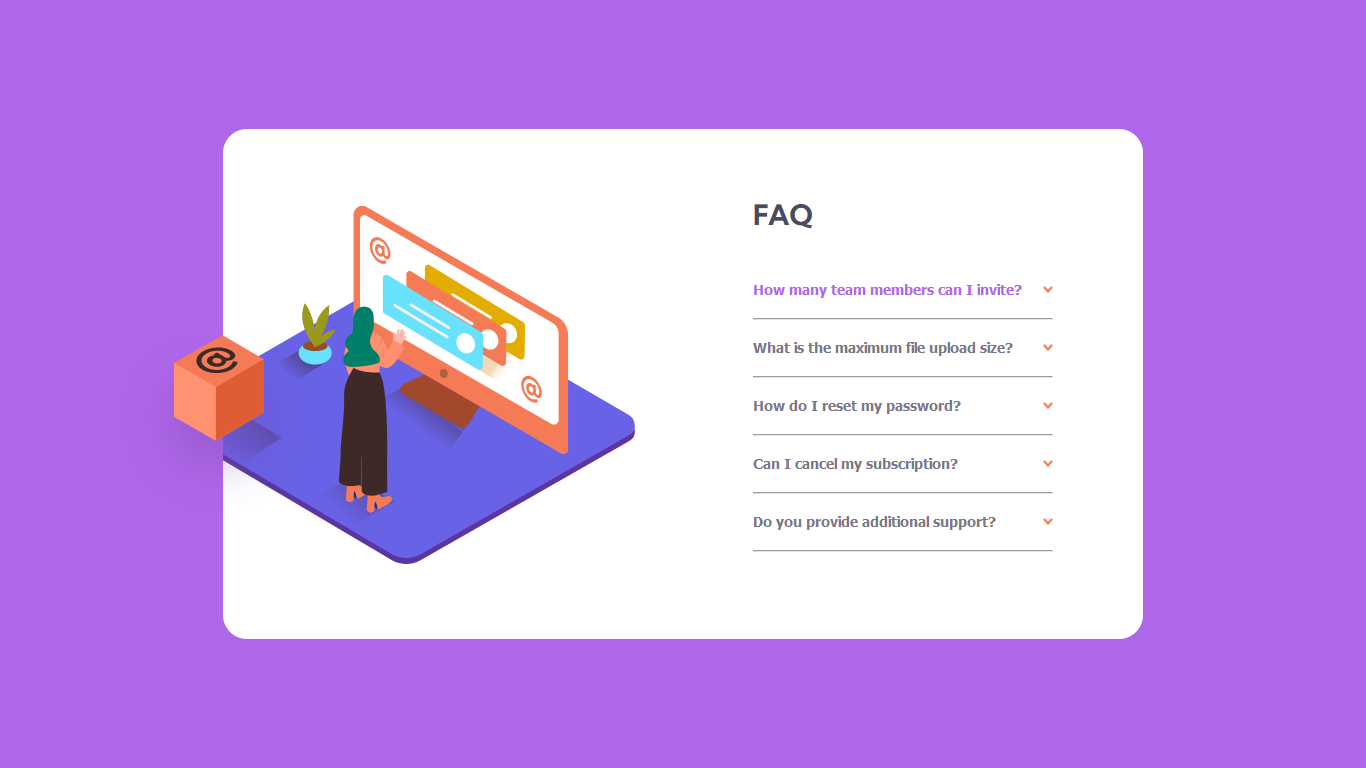 FAQ
How many team members can I invite?
What is the maximum file upload size?
How do I reset my password?
Can I cancel my subscription?
Do you provide additional support?
@
@
@